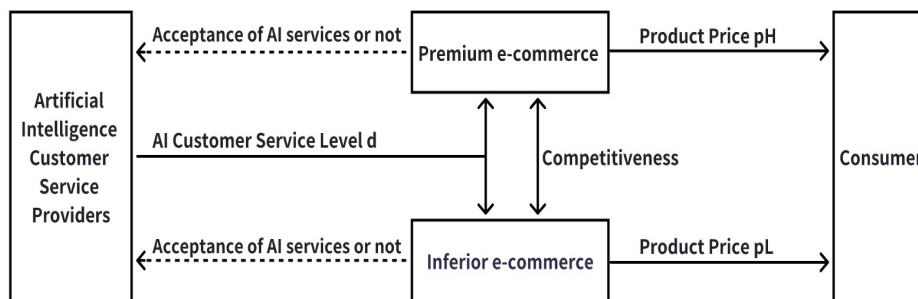 Acceptance of AI services or not
Premium e-commerce
Product Price pH
Artificial
Intelligence
Customer
Service
Providers
AI Customer Service Level d
Competitiveness
Consumer
Acceptance of AI services or not
Inferior e-commerce
Product Price pL